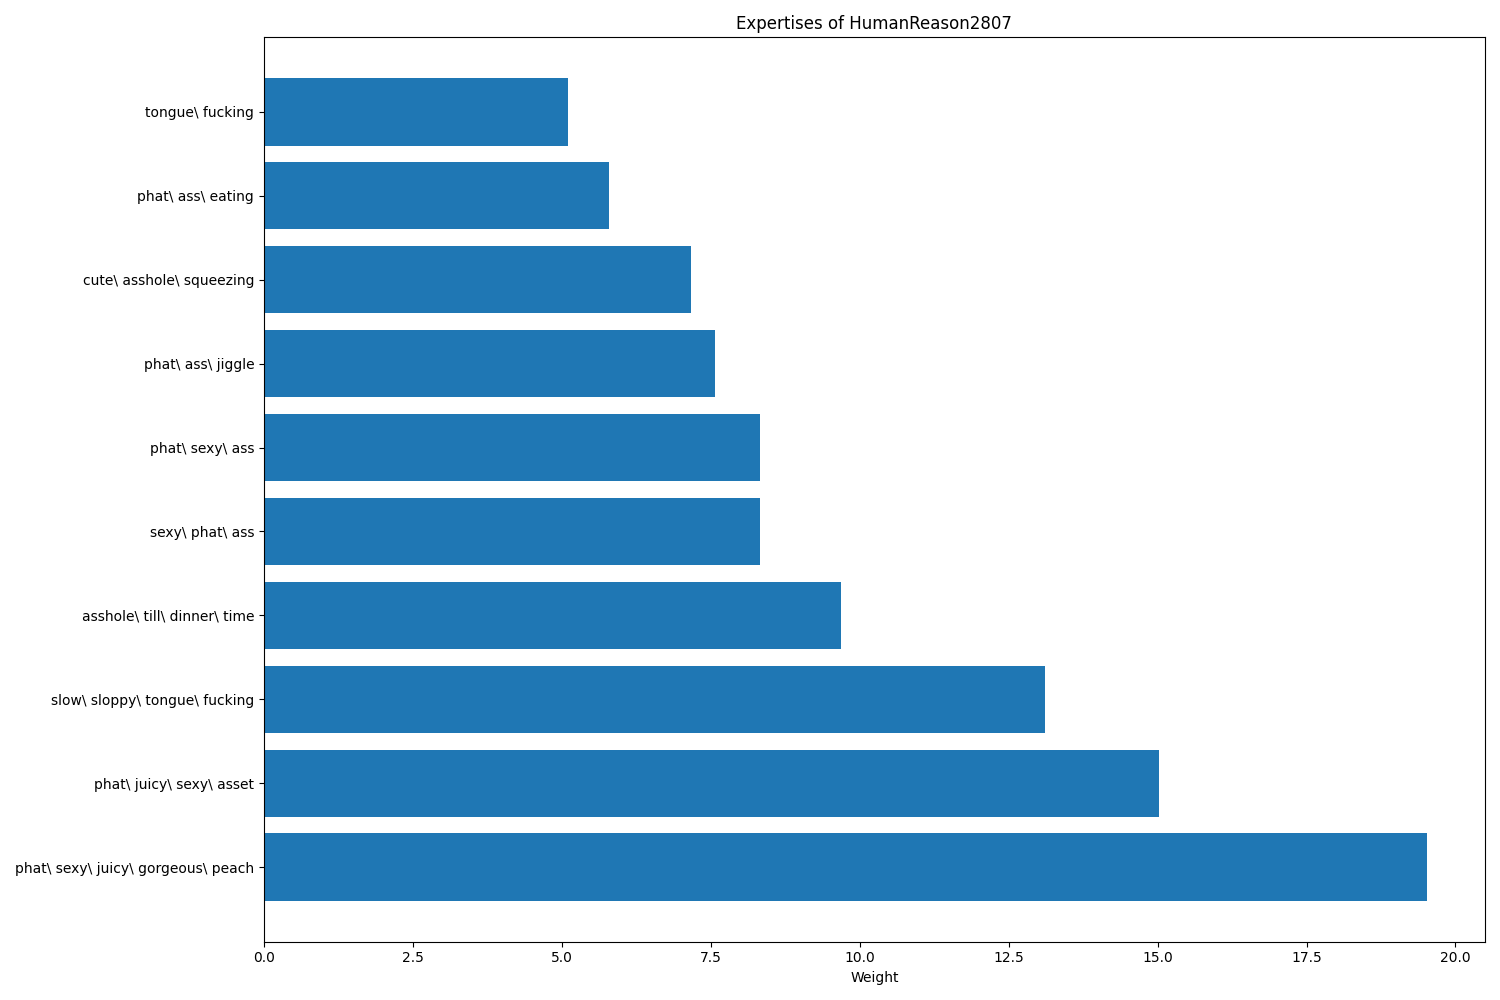 Expertises of HumanReason2807
tongue\ fucking
phat\ ass\ eating
cute\ asshole\ squeezing
phat\ ass\ jiggle
phat\ sexy\ ass
sexy\ phat\ ass
asshole\ till\ dinner\ time
slow\ sloppy\ tongue\ fucking
phat\ juicy\ sexy\ asset
phat\ sexy\ juicy\ gorgeous\ peach
0.0 2.5 5.0 7.5 10.0 12.5 15.0 17.5 20.0
Weight